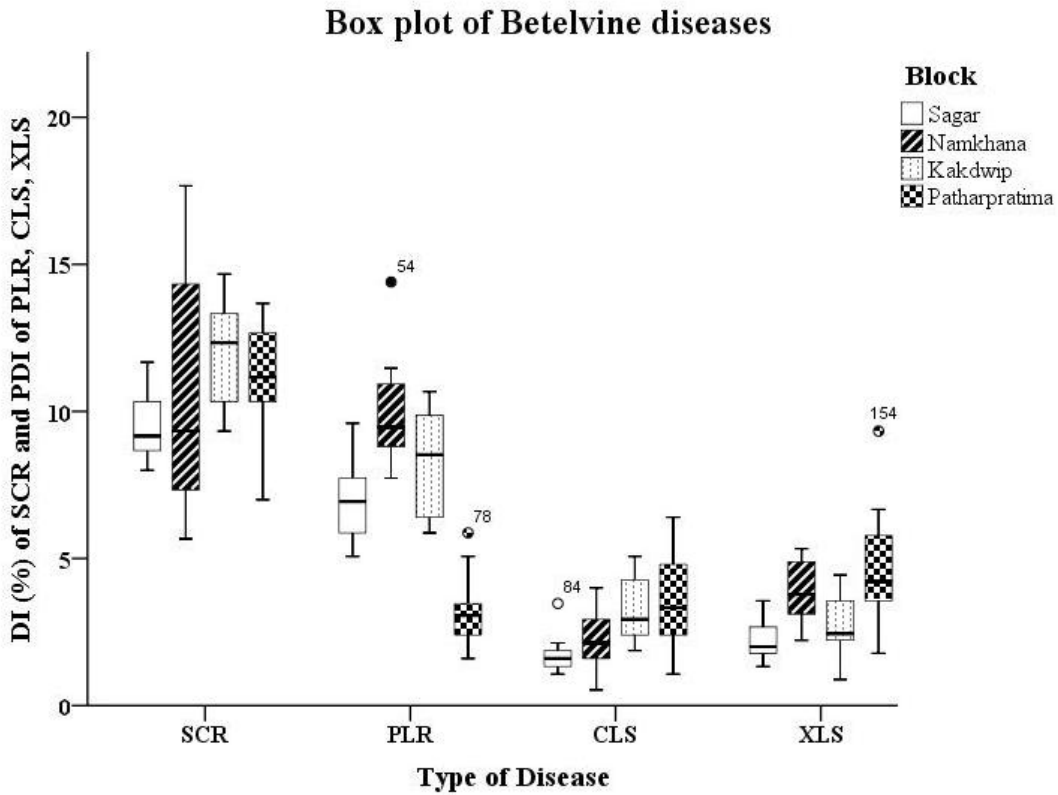 Box plot of Betelvine diseases
DI (%) of SCR and PDI of PLR, CLS, XLS
20
15
10
5
0
54
78
84
154
SCR
PLR
CLS
XLS
Type of Disease
Block
Sagar
Namkhana
Kakdwip
Patharpratima